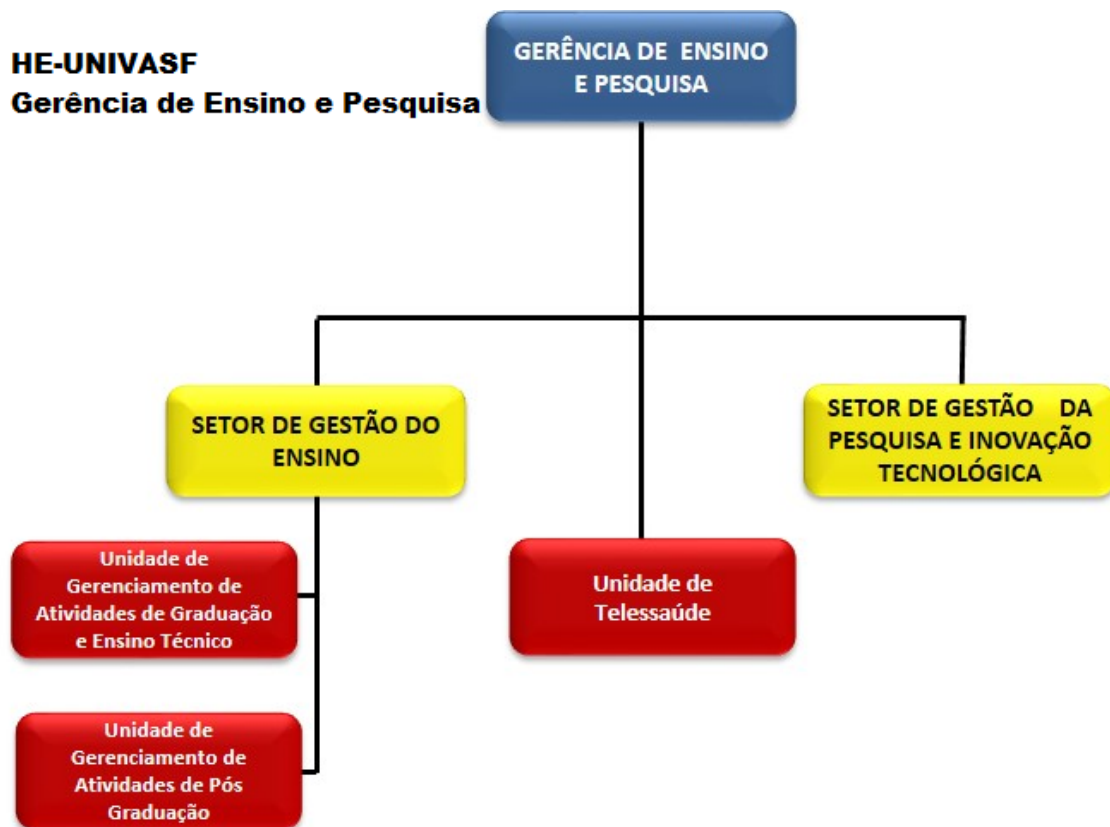 HE-UNIVASF
Gerência de Ensino e Pesquisa
GERÊNCIA DE ENSINO
E PESQUISA
SETOR DE GESTÃO DO
ENSINO
SETOR DE GESTÃO DA
PESQUISA E INOVAÇÃO
TECNOLÓGICA
Unidade de
Gerenciamento de
Atividades de Graduação
e Ensino Técnico
Unidade de
Telessaúde
Unidade de
Gerenciamento de
Atividades de Pós
Graduação